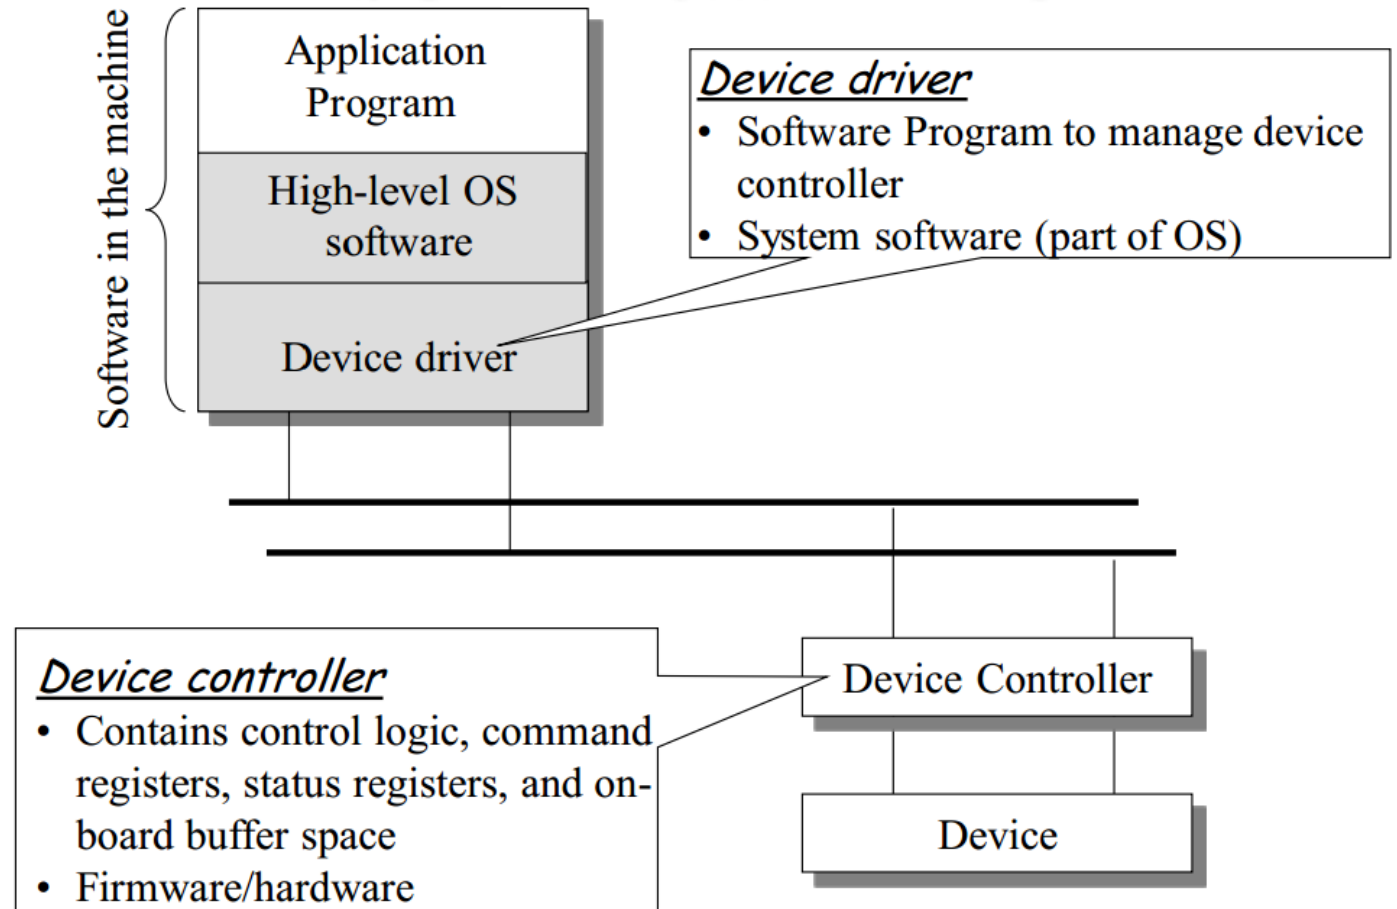 Software in the machine
Application
Program
High-level OS
software
Device driver
Device driver
• Software Program to manage device
controller
• System software (part of OS)
Device controller
• Contains control logic, command
registers, status registers, and on-
board buffer space
• Firmware/hardware
Device Controller
Device